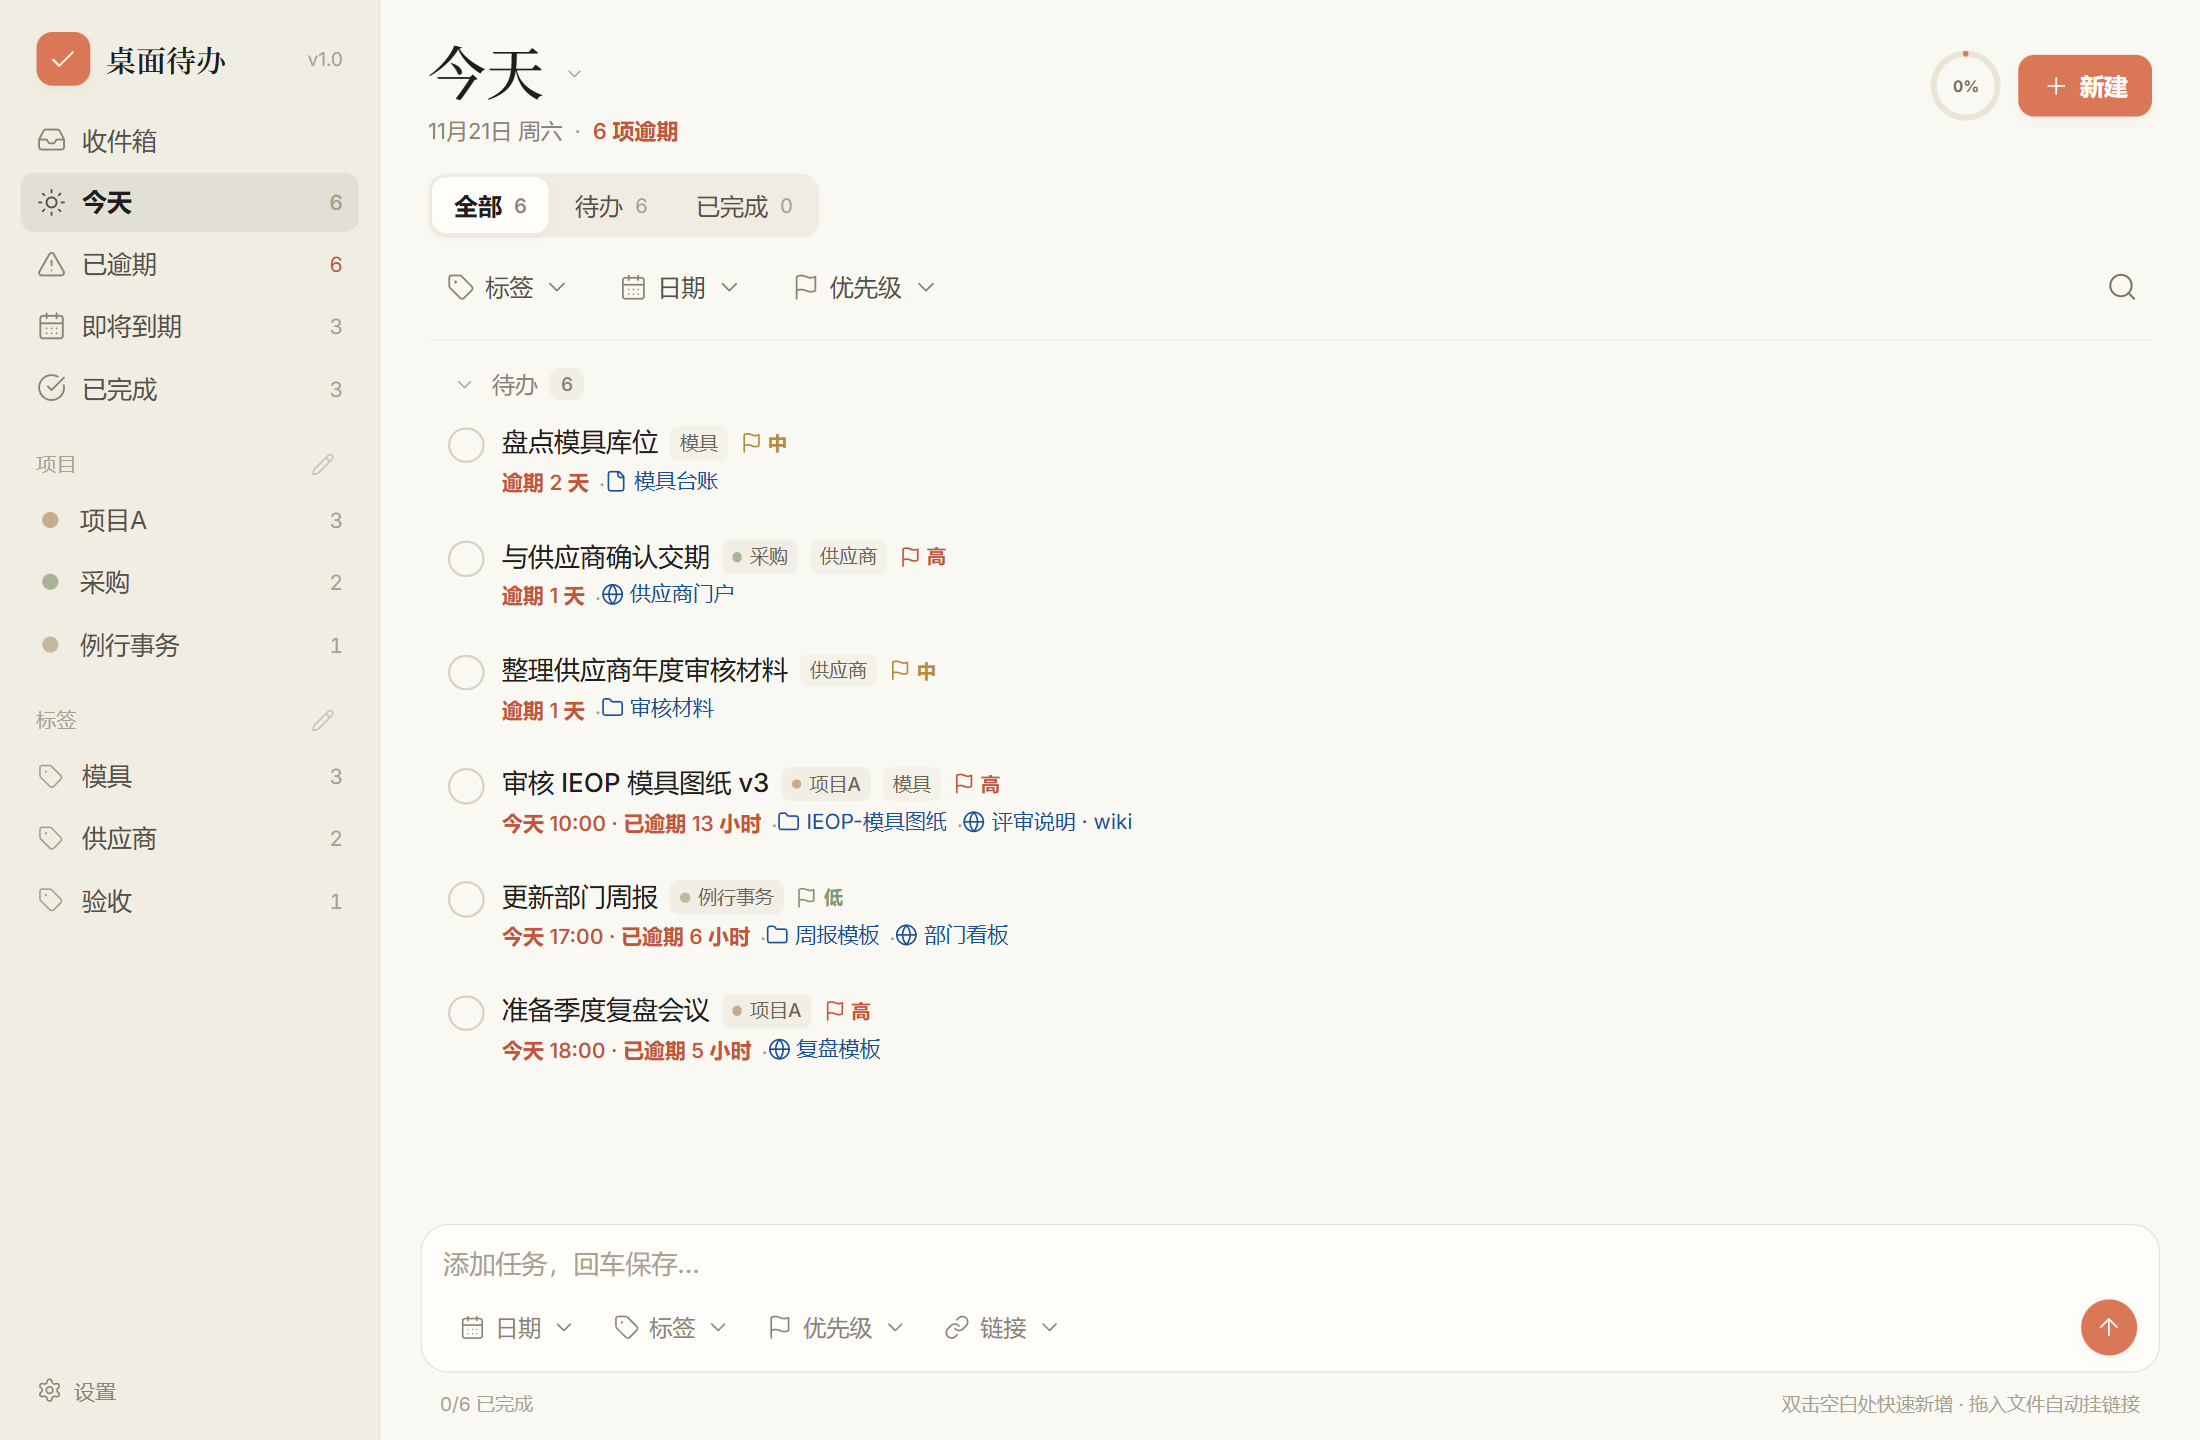 桌面待办 v1.0
收件箱
今天 6
已逾期 6
即将到期 3
已完成 3
项目
项目A 3
采购 2
例行事务 1
标签
模具 3
供应商 2
验收 1
设置
今天
11月21日 周六 · 6 项逾期
0%
新建
全部 6 待办 6 已完成 0
标签 日期 优先级
待办 6
盘点模具库位 模具 中
逾期 2 天 · 模具台账
与供应商确认交期 采购 供应商 高
逾期 1 天 · 供应商门户
整理供应商年度审核材料 供应商 中
逾期 1 天 · 审核材料
审核 IEOP 模具图纸 v3 项目A 模具 高
今天 10:00 · 已逾期 13 小时 · IEOP-模具图纸 · 评审说明 · wiki
更新部门周报 例行事务 低
今天 17:00 · 已逾期 6 小时 · 周报模板 · 部门看板
准备季度复盘会议 项目A 高
今天 18:00 · 已逾期 5 小时 · 复盘模板
添加任务，回车保存...
日期 标签 优先级 链接
0/6 已完成
双击空白处快速新增 · 拖入文件自动挂链接